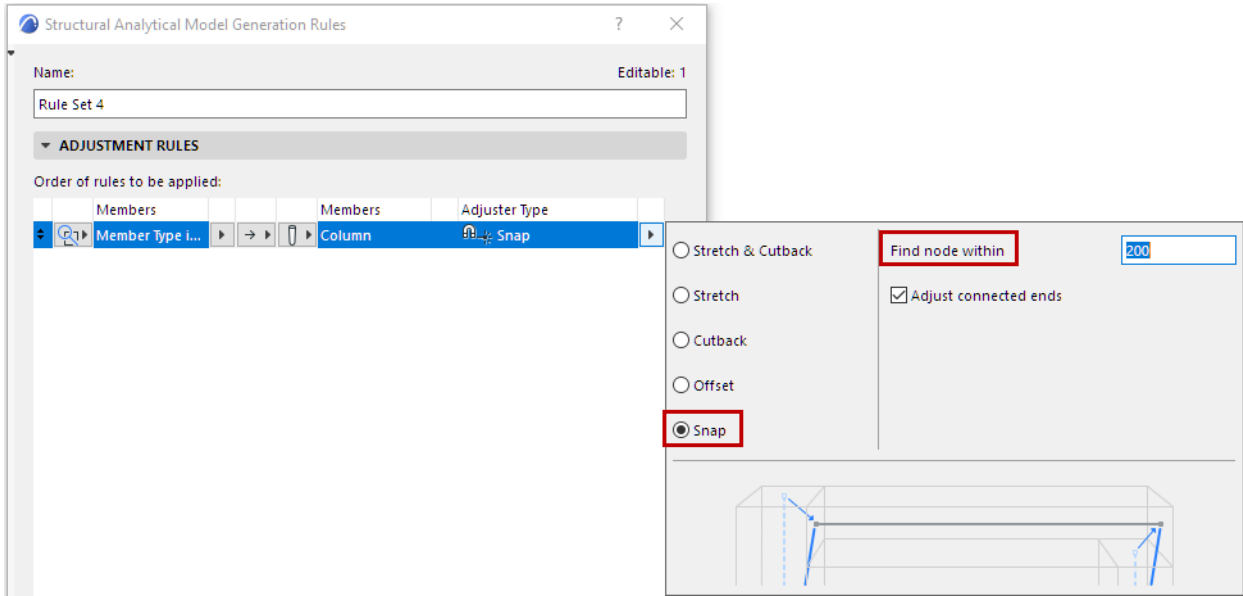 Structural Analytical Model Generation Rules ?
Name: Editable: 1
Rule Set 4
ADJUSTMENT RULES
Order of rules to be applied:
Members Members Adjuster Type
Member Type i... Column Snap
Stretch & Cutback
Stretch
Cutback
Offset
Snap
Find node within 200
Adjust connected ends